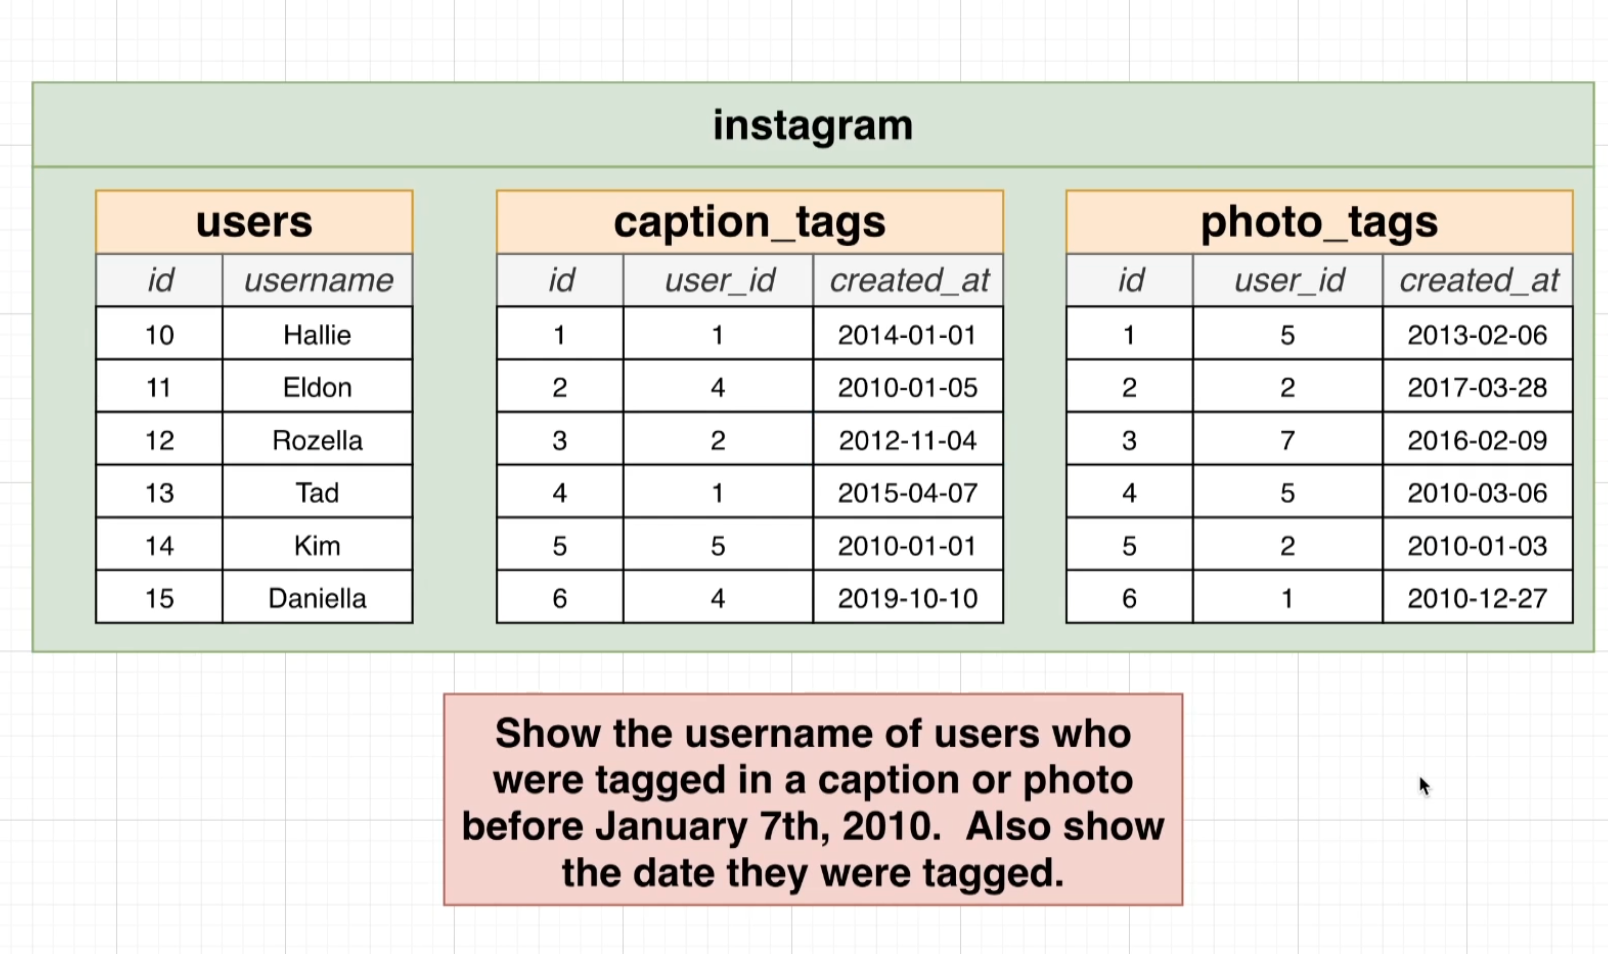 instagram
users
id username
10 Hallie
11 Eldon
12 Rozella
13 Tad
14 Kim
15 Daniella
caption_tags
id user_id created_at
1 1 2014-01-01
2 4 2010-01-05
3 2 2012-11-04
4 1 2015-04-07
5 5 2010-01-01
6 4 2019-10-10
photo_tags
id user_id created_at
1 5 2013-02-06
2 2 2017-03-28
3 7 2016-02-09
4 5 2010-03-06
5 2 2010-01-03
6 1 2010-12-27
Show the username of users who
were tagged in a caption or photo
before January 7th, 2010. Also show
the date they were tagged.